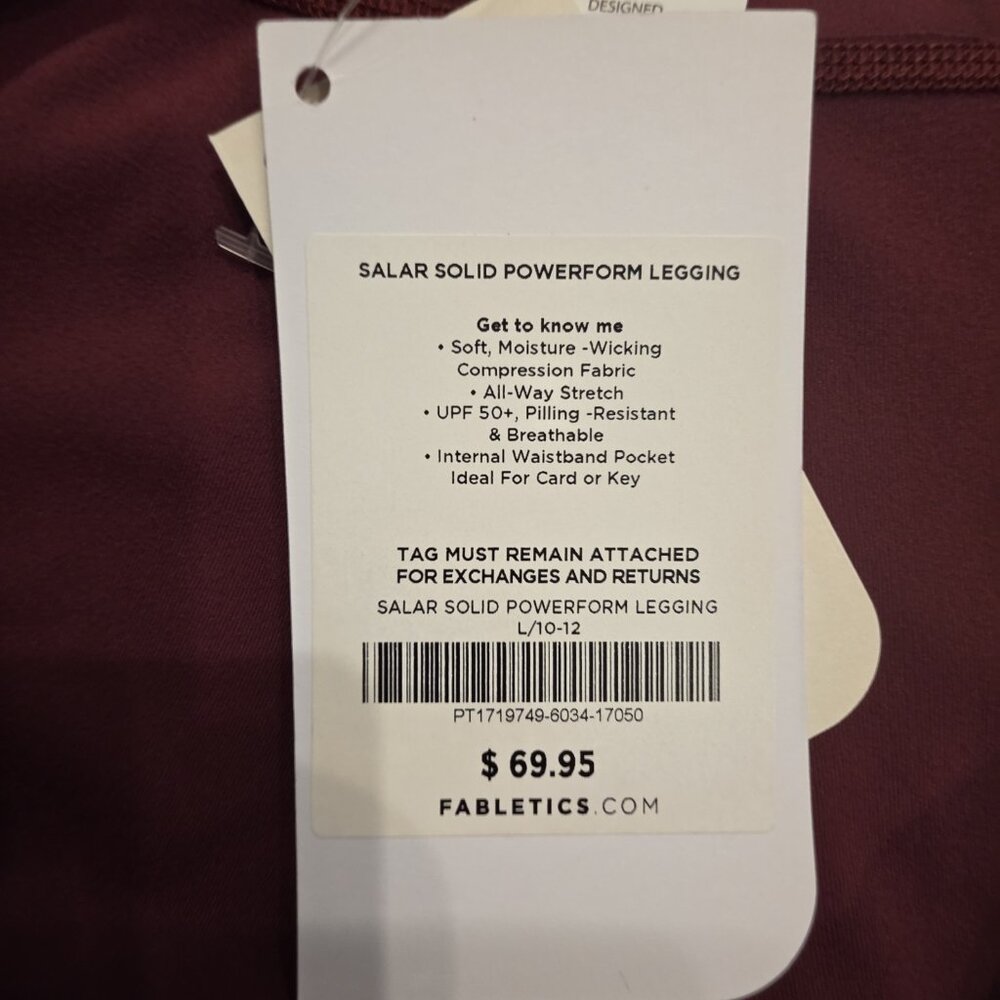 DESIGNED
SALAR SOLID POWERFORM LEGGING
Get to know me
• Soft, Moisture -Wicking
Compression Fabric
• All-Way Stretch
• UPF 50+, Pilling -Resistant
& Breathable
• Internal Waistband Pocket
Ideal For Card or Key
TAG MUST REMAIN ATTACHED
FOR EXCHANGES AND RETURNS
SALAR SOLID POWERFORM LEGGING
L/10-12
PT1719749-6034-17050
$ 69.95
FABLETICS.COM